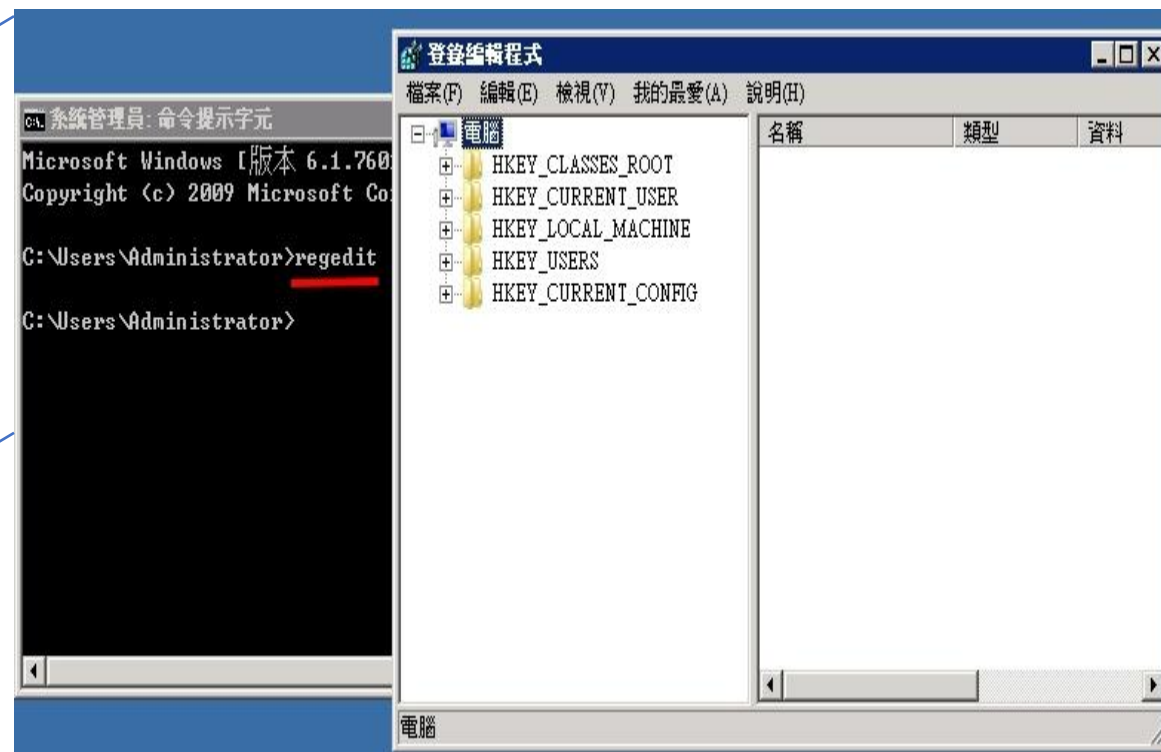 系統管理員: 命令提示字元
Microsoft Windows [版本 6.1.760
Copyright (c) 2009 Microsoft Co
C:\Users\Administrator>regedit
C:\Users\Administrator>
登錄編輯程式
檔案(F) 編輯(E) 檢視(V) 我的最愛(A) 說明(H)
電腦
HKEY_CLASSES_ROOT
HKEY_CURRENT_USER
HKEY_LOCAL_MACHINE
HKEY_USERS
HKEY_CURRENT_CONFIG
名稱 類型 資料
電腦